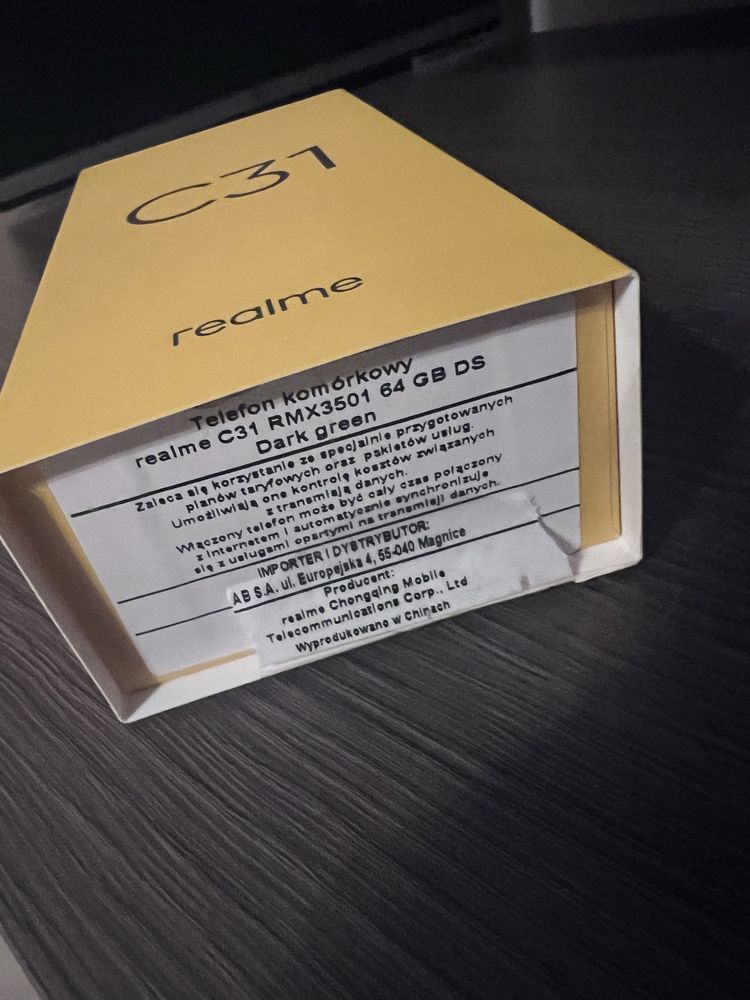 C31
realme
Telefon komórkowy
realme C31 RMX3501 64 GB DS
Dark green
Zaleca się korzystanie ze specjalnie przygotowanych
planów taryfowych oraz pakietów usług.
Umożliwiają one kontrolę kosztów związanych
z transmisją danych.
Włączony telefon może być cały czas połączony
z Internetem i automatycznie synchronizuje
się z usługami opartymi na transmisji danych.
IMPORTER I DYSTRYBUTOR:
AB S.A. ul. Europejska 4, 55-040 Magnice
Producent:
realme Chongqing Mobile
Telecommunications Corp., Ltd
Wyprodukowano w Chinach